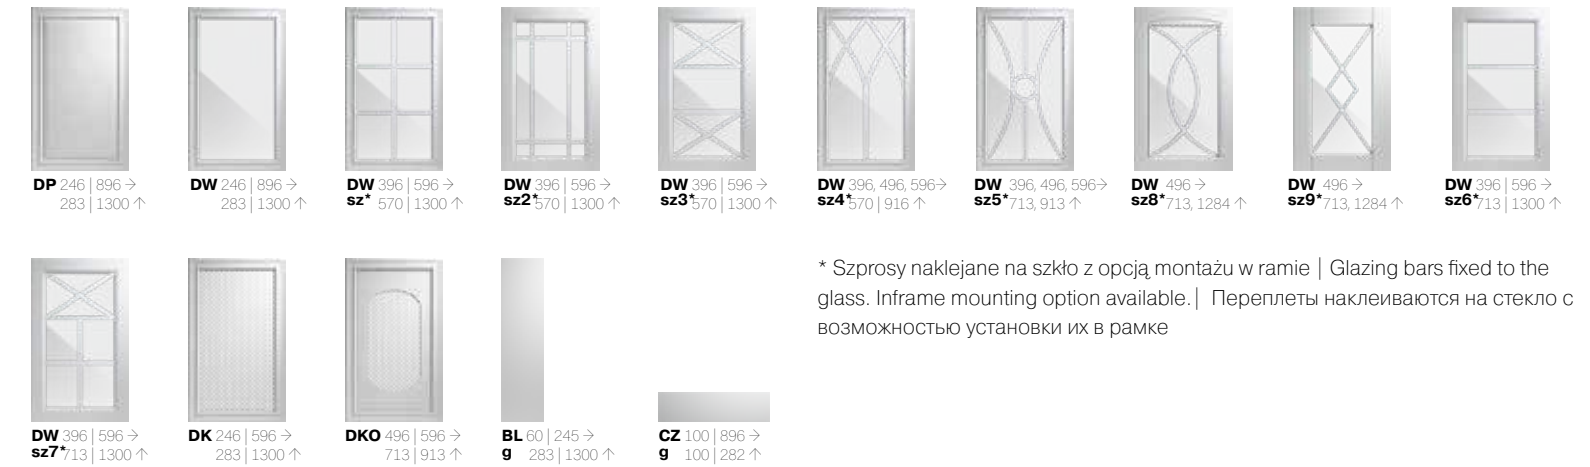 DP 246 | 896 →
283 | 1300 ↑
DW 246 | 896 →
283 | 1300 ↑
DW 396 | 596 →
sz* 570 | 1300 ↑
DW 396 | 596 →
sz2* 570 | 1300 ↑
DW 396 | 596 →
sz3* 570 | 1300 ↑
DW 396, 496, 596→
sz4* 570 | 916 ↑
DW 396, 496, 596→
sz5* 713, 913 ↑
DW 496 →
sz8* 713, 1284 ↑
DW 496 →
sz9* 713, 1284 ↑
DW 396 | 596 →
sz6* 713 | 1300 ↑
DW 396 | 596 →
sz7* 713 | 1300 ↑
DK 246 | 596 →
283 | 1300 ↑
DKO 496 | 596 →
713 | 913 ↑
BL 60 | 245 →
g 283 | 1300 ↑
CZ 100 | 896 →
g 100 | 282 ↑
* Szprosy naklejane na szkło z opcją montażu w ramie | Glazing bars fixed to the
glass. Inframe mounting option available. | Переплеты наклеиваются на стекло с
возможностью установки их в рамке